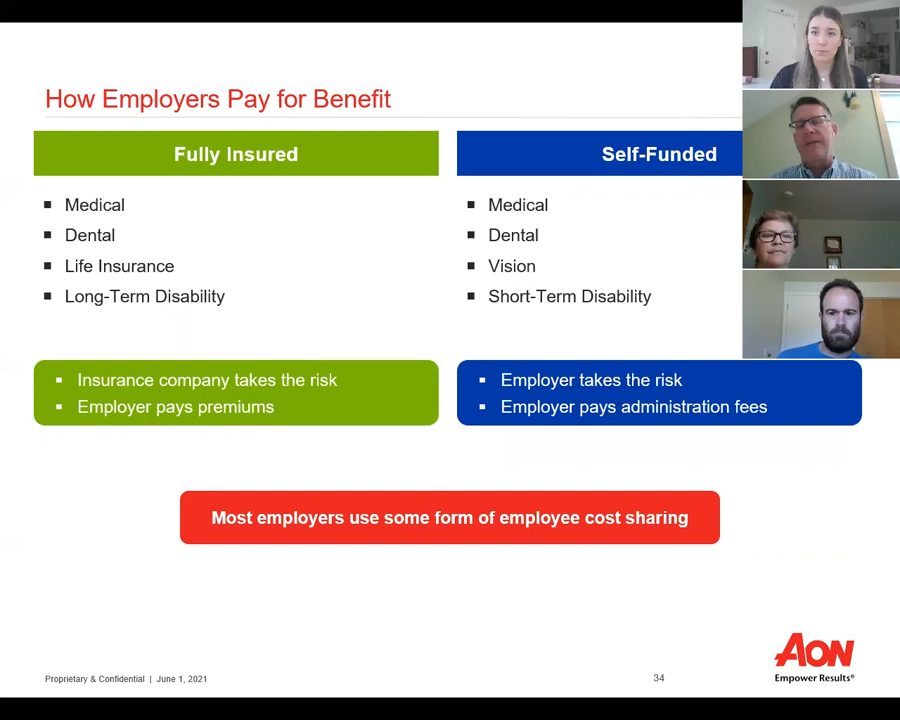 How Employers Pay for Benefit
Fully Insured
Medical
Dental
Life Insurance
Long-Term Disability
Insurance company takes the risk
Employer pays premiums
Self-Funded
Medical
Dental
Vision
Short-Term Disability
Employer takes the risk
Employer pays administration fees
Most employers use some form of employee cost sharing
Proprietary & Confidential | June 1, 2021
34
AON
Empower Results®